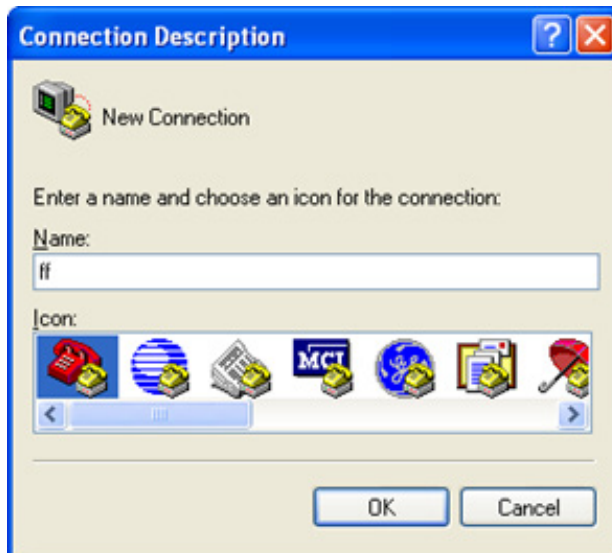 Connection Description
New Connection
Enter a name and choose an icon for the connection:
Name:
ff
Icon:
MCI
OK Cancel